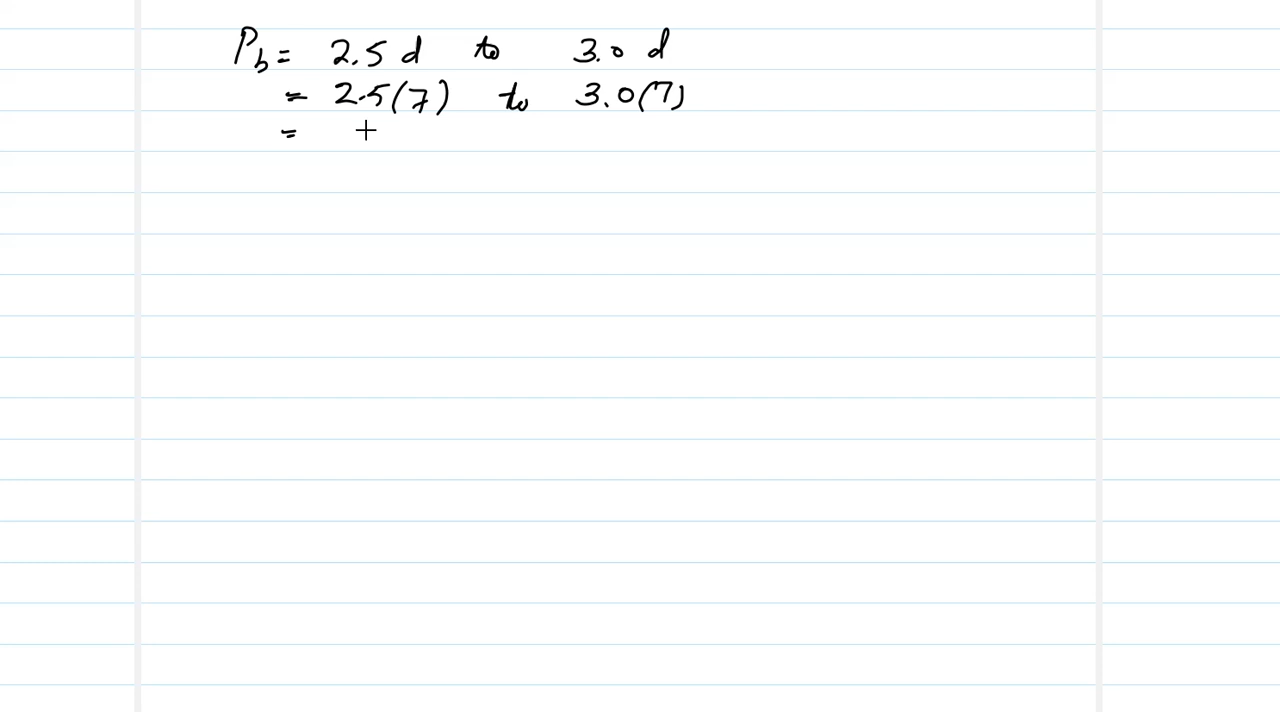 P_b = 2.5 d to 3.0 d
= 2.5(7) to 3.0(7)
=